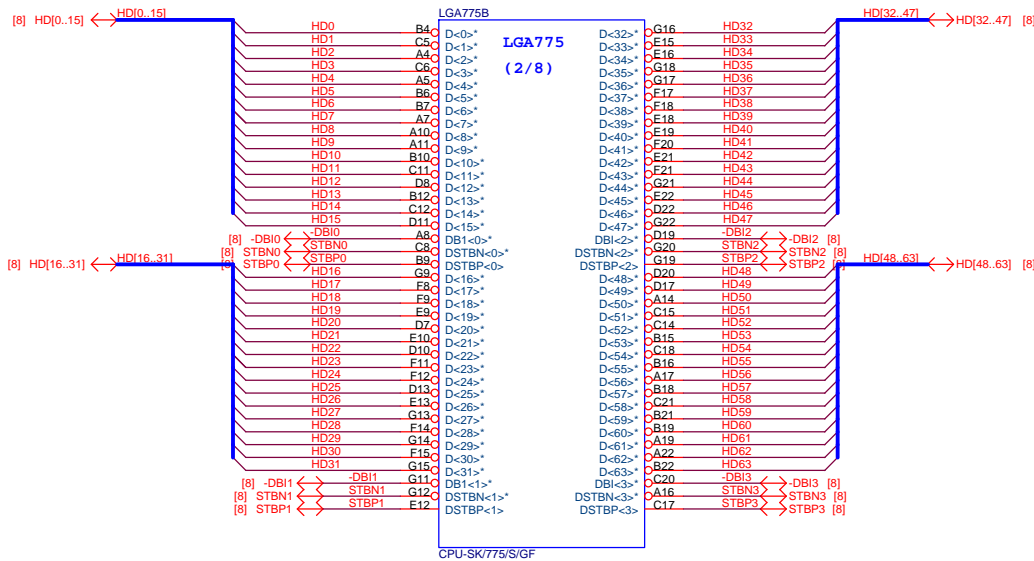 LGA775B
[8] HD[0..15] HD[0..15] HD[32..47] HD[32..47] [8]
LGA775
(2/8)
HD0 B4 D<0>* D<32>* G16 HD32
HD1 C5 D<1>* D<33>* E15 HD33
HD2 A4 D<2>* D<34>* E16 HD34
HD3 C6 D<3>* D<35>* G18 HD35
HD4 A5 D<4>* D<36>* G17 HD36
HD5 B6 D<5>* D<37>* F17 HD37
HD6 B7 D<6>* D<38>* F18 HD38
HD7 A7 D<7>* D<39>* E18 HD39
HD8 A10 D<8>* D<40>* E19 HD40
HD9 A11 D<9>* D<41>* F20 HD41
HD10 B10 D<10>* D<42>* E21 HD42
HD11 C11 D<11>* D<43>* F21 HD43
HD12 D8 D<12>* D<44>* G21 HD44
HD13 B12 D<13>* D<45>* E22 HD45
HD14 C12 D<14>* D<46>* D22 HD46
HD15 D11 D<15>* D<47>* G22 HD47
[8] -DBI0 -DBI0 A8 DB1<0>* DBI<2>* D19 -DBI2 -DBI2 [8]
[8] STBN0 STBN0 C8 DSTBN<0>* DSTBN<2>* G20 STBN2 STBN2 [8]
[8] STBP0 STBP0 B9 DSTBP<0> DSTBP<2> G19 STBP2 STBP2 [8]
[8] HD[16..31] HD[16..31] HD[48..63] HD[48..63] [8]
HD16 G9 D<16>* D<48>* D20 HD48
HD17 F8 D<17>* D<49>* D17 HD49
HD18 F9 D<18>* D<50>* A14 HD50
HD19 E9 D<19>* D<51>* C15 HD51
HD20 D7 D<20>* D<52>* C14 HD52
HD21 E10 D<21>* D<53>* B15 HD53
HD22 D10 D<22>* D<54>* C18 HD54
HD23 F11 D<23>* D<55>* B16 HD55
HD24 F12 D<24>* D<56>* A17 HD56
HD25 D13 D<25>* D<57>* B18 HD57
HD26 E13 D<26>* D<58>* C21 HD58
HD27 G13 D<27>* D<59>* B21 HD59
HD28 F14 D<28>* D<60>* B19 HD60
HD29 G14 D<29>* D<61>* A19 HD61
HD30 F15 D<30>* D<62>* A22 HD62
HD31 G15 D<31>* D<63>* B22 HD63
[8] -DBI1 -DBI1 G11 DB1<1>* DBI<3>* C20 -DBI3 -DBI3 [8]
[8] STBN1 STBN1 G12 DSTBN<1>* DSTBN<3>* A16 STBN3 STBN3 [8]
[8] STBP1 STBP1 E12 DSTBP<1> DSTBP<3> C17 STBP3 STBP3 [8]
CPU-SK/775/S/GF